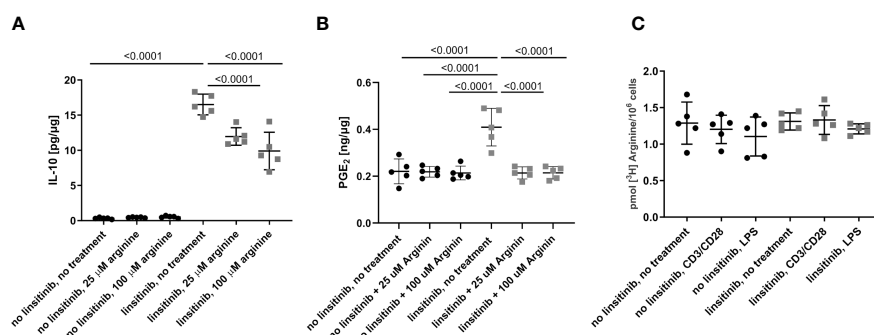 A
<0.0001
<0.0001
<0.0001
IL-10 [pg/μg]
20
15
10
5
0
no linsitinib, no treatment
no linsitinib, 25 μM arginine
no linsitinib, 100 μM arginine
linsitinib, no treatment
linsitinib, 25 μM arginine
linsitinib, 100 μM arginine
B
<0.0001
<0.0001
<0.0001
<0.0001
<0.0001
PGE2 [ng/μg]
0.6
0.4
0.2
0.0
no linsitinib, no treatment
no linsitinib + 25 uM Arginin
no linsitinib + 100 uM Arginin
linsitinib, no treatment
linsitinib + 25 uM Arginin
linsitinib + 100 uM Arginin
C
pmol [³H] Arginine/10⁶ cells
2.0
1.5
1.0
0.5
0.0
no linsitinib, no treatment
no linsitinib, CD3/CD28
no linsitinib, LPS
linsitinib, no treatment
linsitinib, CD3/CD28
linsitinib, LPS